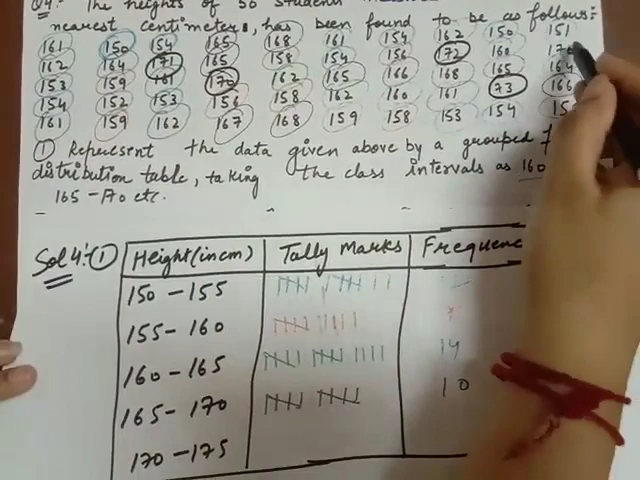 Q4. The heights of 50 students
nearest centimeter, has been found to be as follows:
161 150 154 165 168 161 154 162 150 151
162 164 171 165 158 154 156 72 160 170
153 159 161 170 162 165 166 168 165 164
154 152 153 156 158 162 160 161 73 166
161 159 162 167 168 159 158 153 154
① Represent the data given above by a grouped
distribution table, taking the class intervals as 160
165 - 170 etc.
Sol 4: ① Height (in cm) Tally Marks Frequenc
150 - 155
155 - 160
160 - 165 14
165 - 170 10
170 - 175